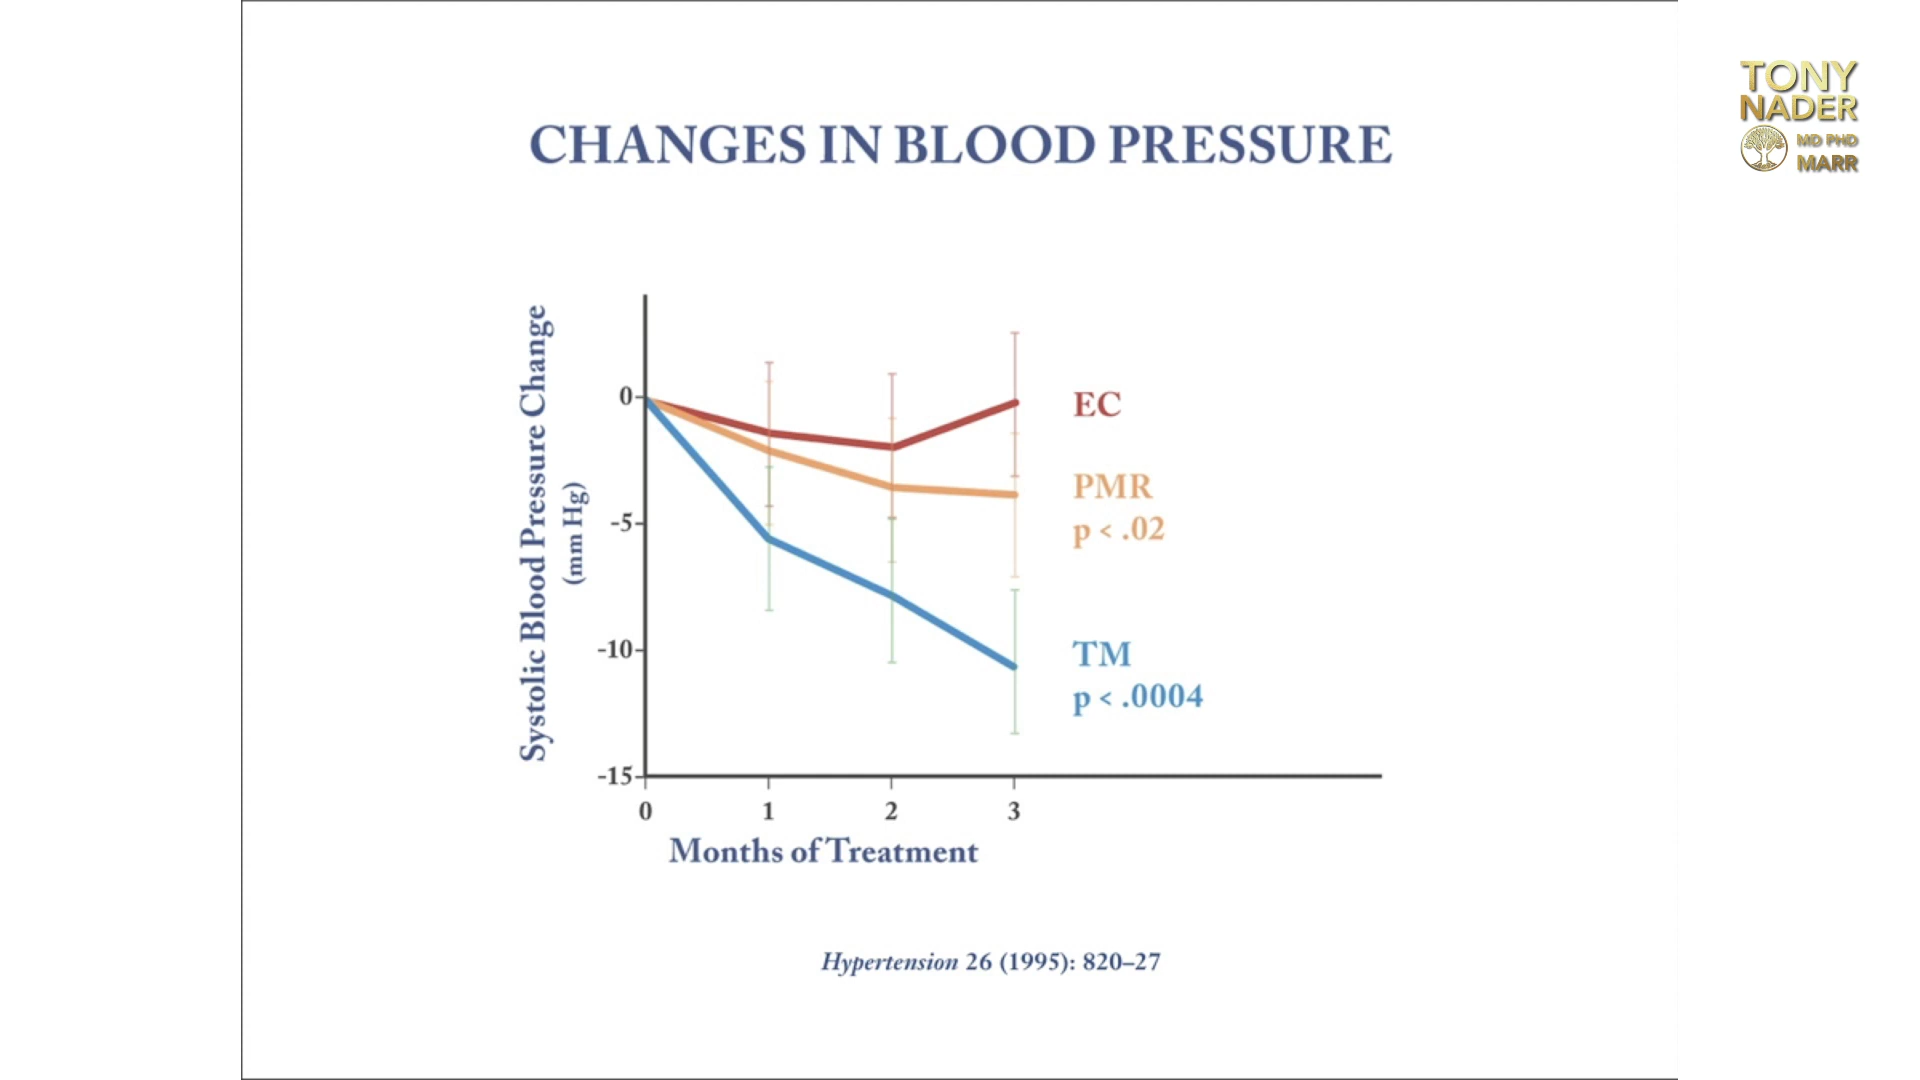 TONY
NADER
MD PHD
MARR
CHANGES IN BLOOD PRESSURE
Systolic Blood Pressure Change
(mm Hg)
0
-5
-10
-15
EC
PMR
p < .02
TM
p < .0004
0 1 2 3
Months of Treatment
Hypertension 26 (1995): 820–27